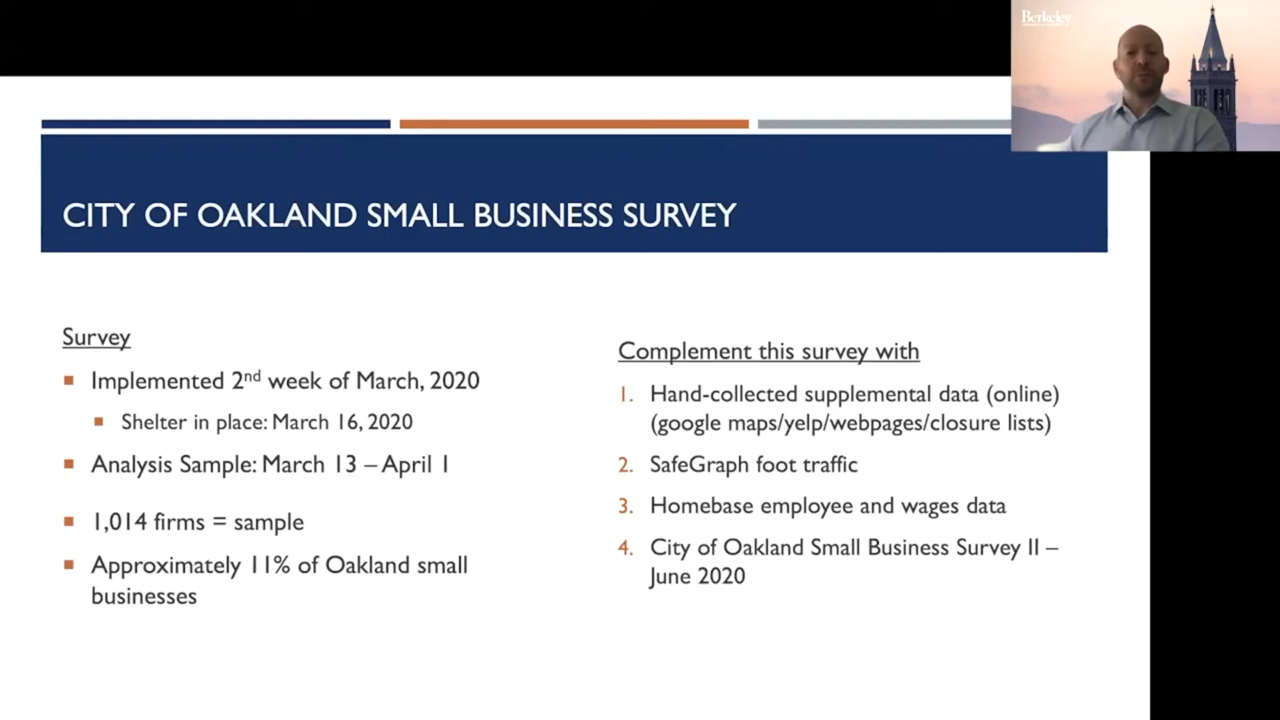 Berkeley
CITY OF OAKLAND SMALL BUSINESS SURVEY
Survey
Implemented 2nd week of March, 2020
Shelter in place: March 16, 2020
Analysis Sample: March 13 – April 1
1,014 firms = sample
Approximately 11% of Oakland small
businesses
Complement this survey with
1. Hand-collected supplemental data (online)
(google maps/yelp/webpages/closure lists)
2. SafeGraph foot traffic
3. Homebase employee and wages data
4. City of Oakland Small Business Survey II –
June 2020